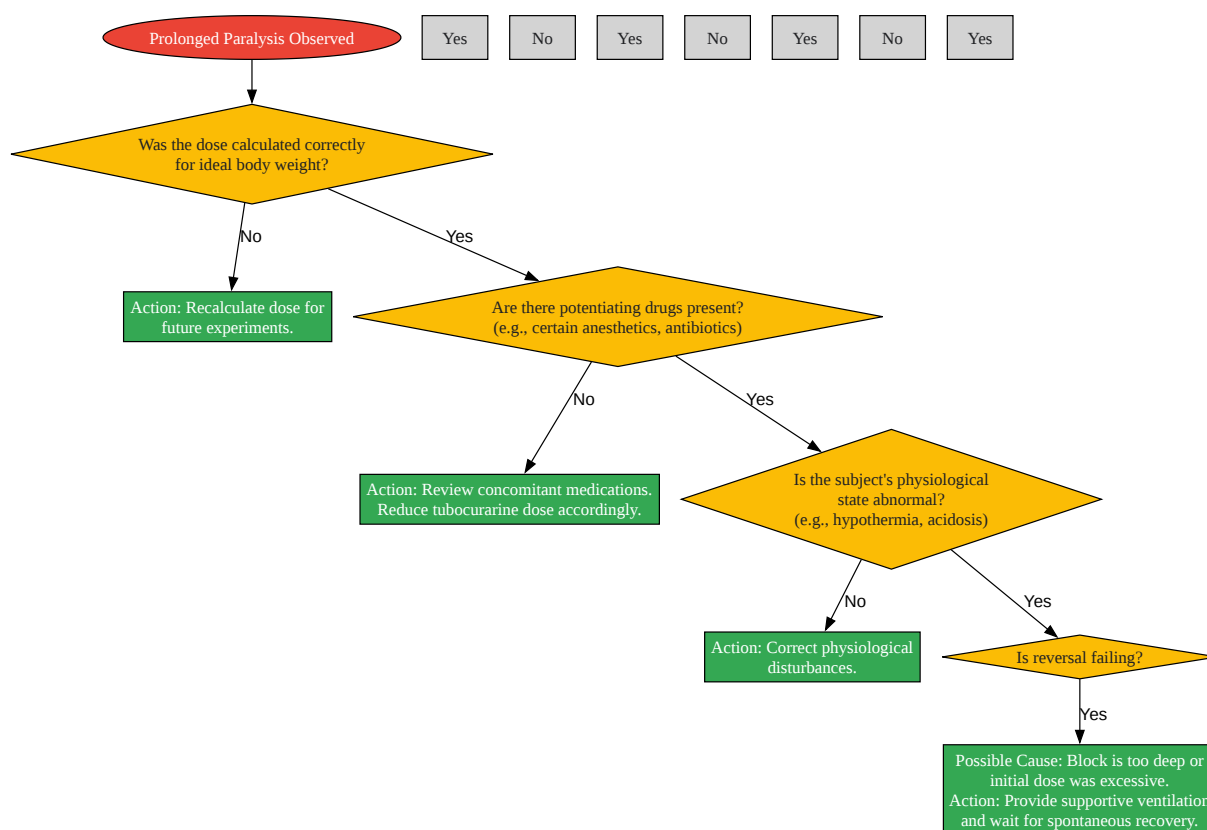 Prolonged Paralysis Observed
Yes
No
Yes
No
Yes
No
Yes
Was the dose calculated correctly
for ideal body weight?
No
Yes
Action: Recalculate dose for
future experiments.
Are there potentiating drugs present?
(e.g., certain anesthetics, antibiotics)
No
Yes
Action: Review concomitant medications.
Reduce tubocurarine dose accordingly.
Is the subject's physiological
state abnormal?
(e.g., hypothermia, acidosis)
No
Yes
Action: Correct physiological
disturbances.
Is reversal failing?
Yes
Possible Cause: Block is too deep or
initial dose was excessive.
Action: Provide supportive ventilation
and wait for spontaneous recovery.